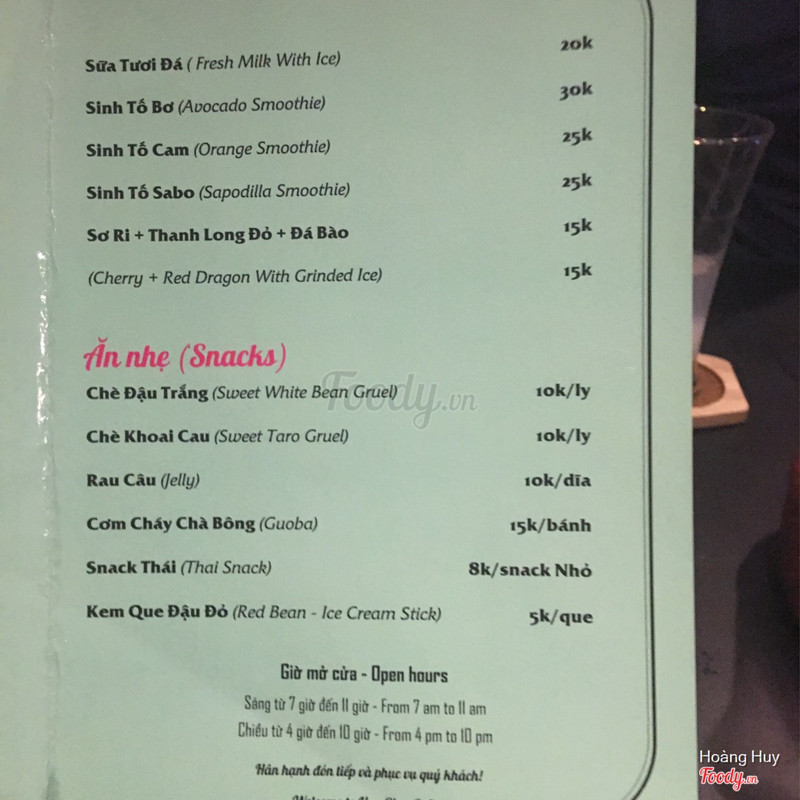 Sữa Tươi Đá ( Fresh Milk With Ice) 20k
Sinh Tố Bơ (Avocado Smoothie) 30k
Sinh Tố Cam (Orange Smoothie) 25k
Sinh Tố Sabo (Sapodilla Smoothie) 25k
Sơ Ri + Thanh Long Đỏ + Đá Bào 15k
(Cherry + Red Dragon With Grinded Ice) 15k
Ăn nhẹ (Snacks)
Chè Đậu Trắng (Sweet White Bean Gruel) 10k/ly
Foody.vn
Chè Khoai Cau (Sweet Taro Gruel) 10k/ly
Rau Câu (Jelly) 10k/dĩa
Cơm Cháy Chà Bông (Guoba) 15k/bánh
Snack Thái (Thai Snack) 8k/snack Nhỏ
Kem Que Đậu Đỏ (Red Bean - Ice Cream Stick) 5k/que
Giờ mở cửa - Open hours
Sáng từ 7 giờ đến 11 giờ - From 7 am to 11 am
Chiều từ 4 giờ đến 10 giờ - From 4 pm to 10 pm
Hân hạnh đón tiếp và phục vụ quý khách!
Hoàng Huy
Foody.vn